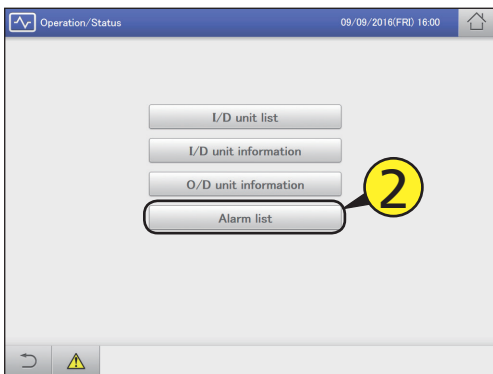 Operation/Status 09/09/2016(FRI) 16:00
I/D unit list
I/D unit information
O/D unit information
Alarm list
2